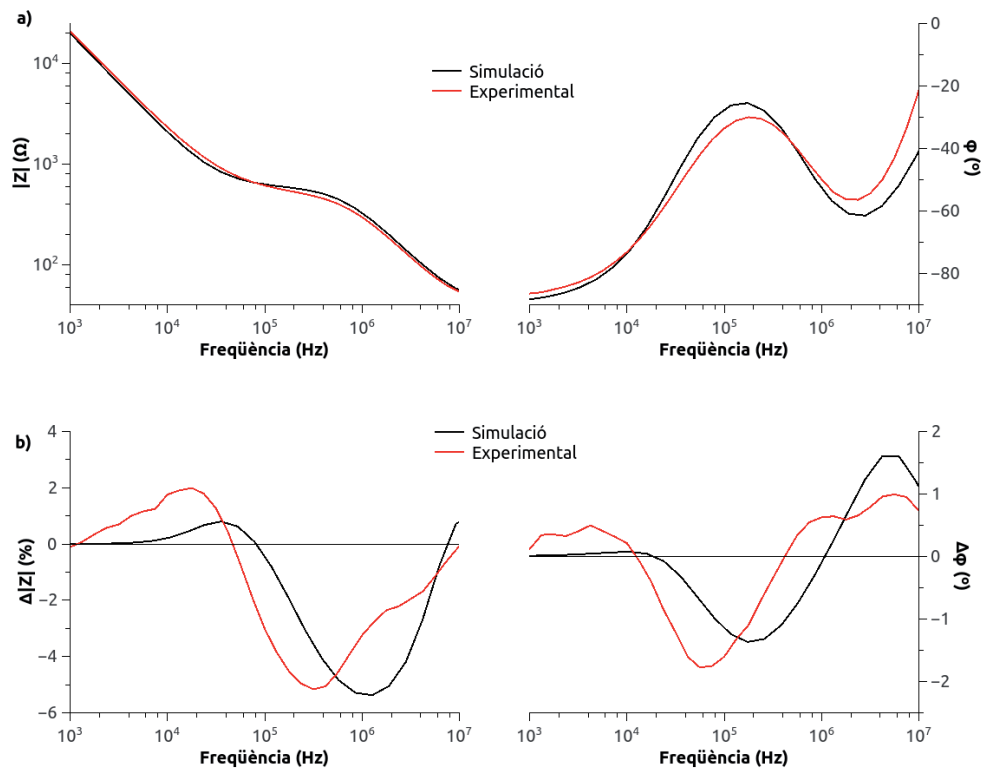 a)
10⁴
10³
10²
|Z| (Ω)
10³ 10⁴ 10⁵ 10⁶ 10⁷
Freqüència (Hz)
Simulació
Experimental
0
−20
−40
−60
−80
Φ (º)
10³ 10⁴ 10⁵ 10⁶ 10⁷
Freqüència (Hz)
b)
4
2
0
−2
−4
−6
Δ|Z| (%)
10³ 10⁴ 10⁵ 10⁶ 10⁷
Freqüència (Hz)
Simulació
Experimental
2
1
0
−1
−2
Δφ (º)
10³ 10⁴ 10⁵ 10⁶ 10⁷
Freqüència (Hz)